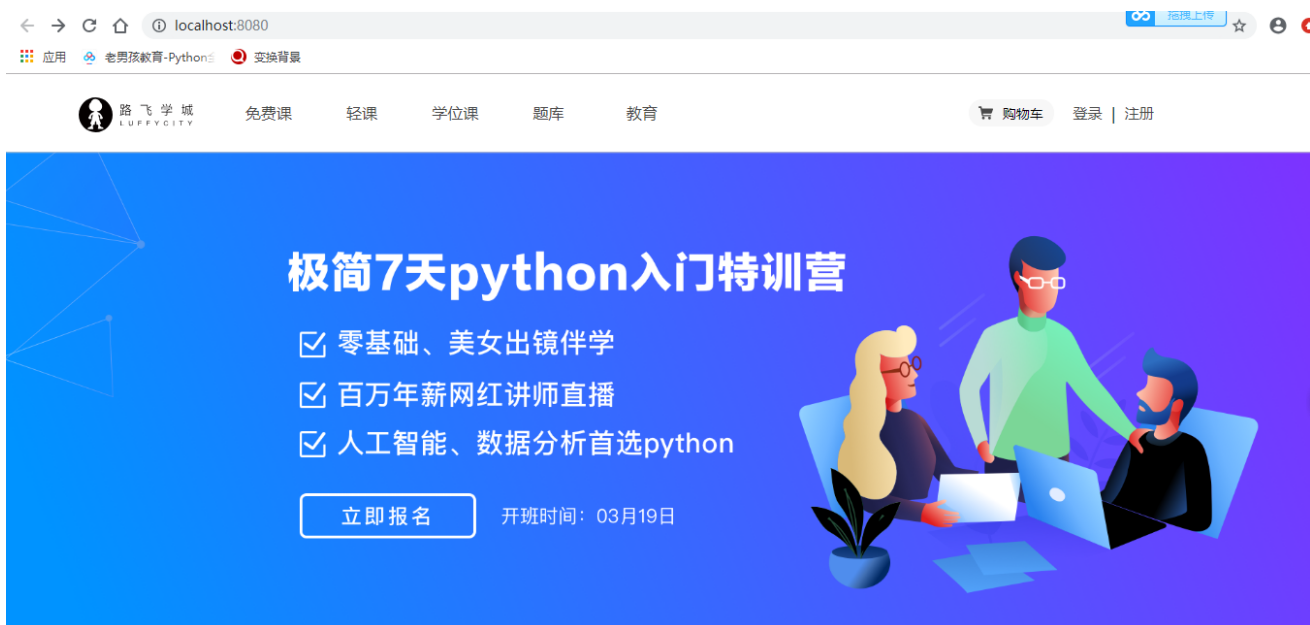 localhost:8080
拖拽上传
应用 老男孩教育-Python 变换背景
路飞学城
LUFFYCITY
免费课 轻课 学位课 题库 教育 购物车 登录 | 注册
极简7天python入门特训营
零基础、美女出镜伴学
百万年薪网红讲师直播
人工智能、数据分析首选python
立即报名 开班时间：03月19日